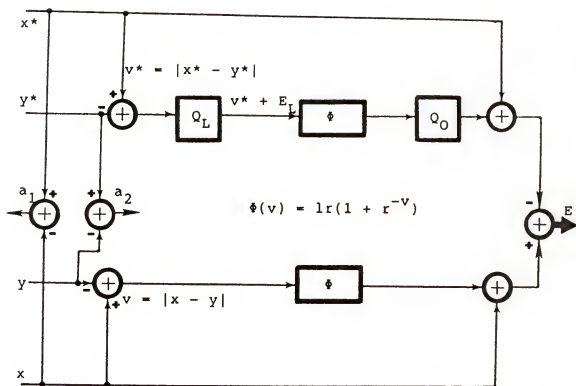 x*
v* = |x* - y*|
y*
+
-
+
Q_L
v* + E_L
Φ
Q_O
+
a_1
+
+
-
+
+
-
a_2
Φ(v) = lr(1 + r^{-v})
-
+
+
E
y
-
+
+
v = |x - y|
Φ
+
x